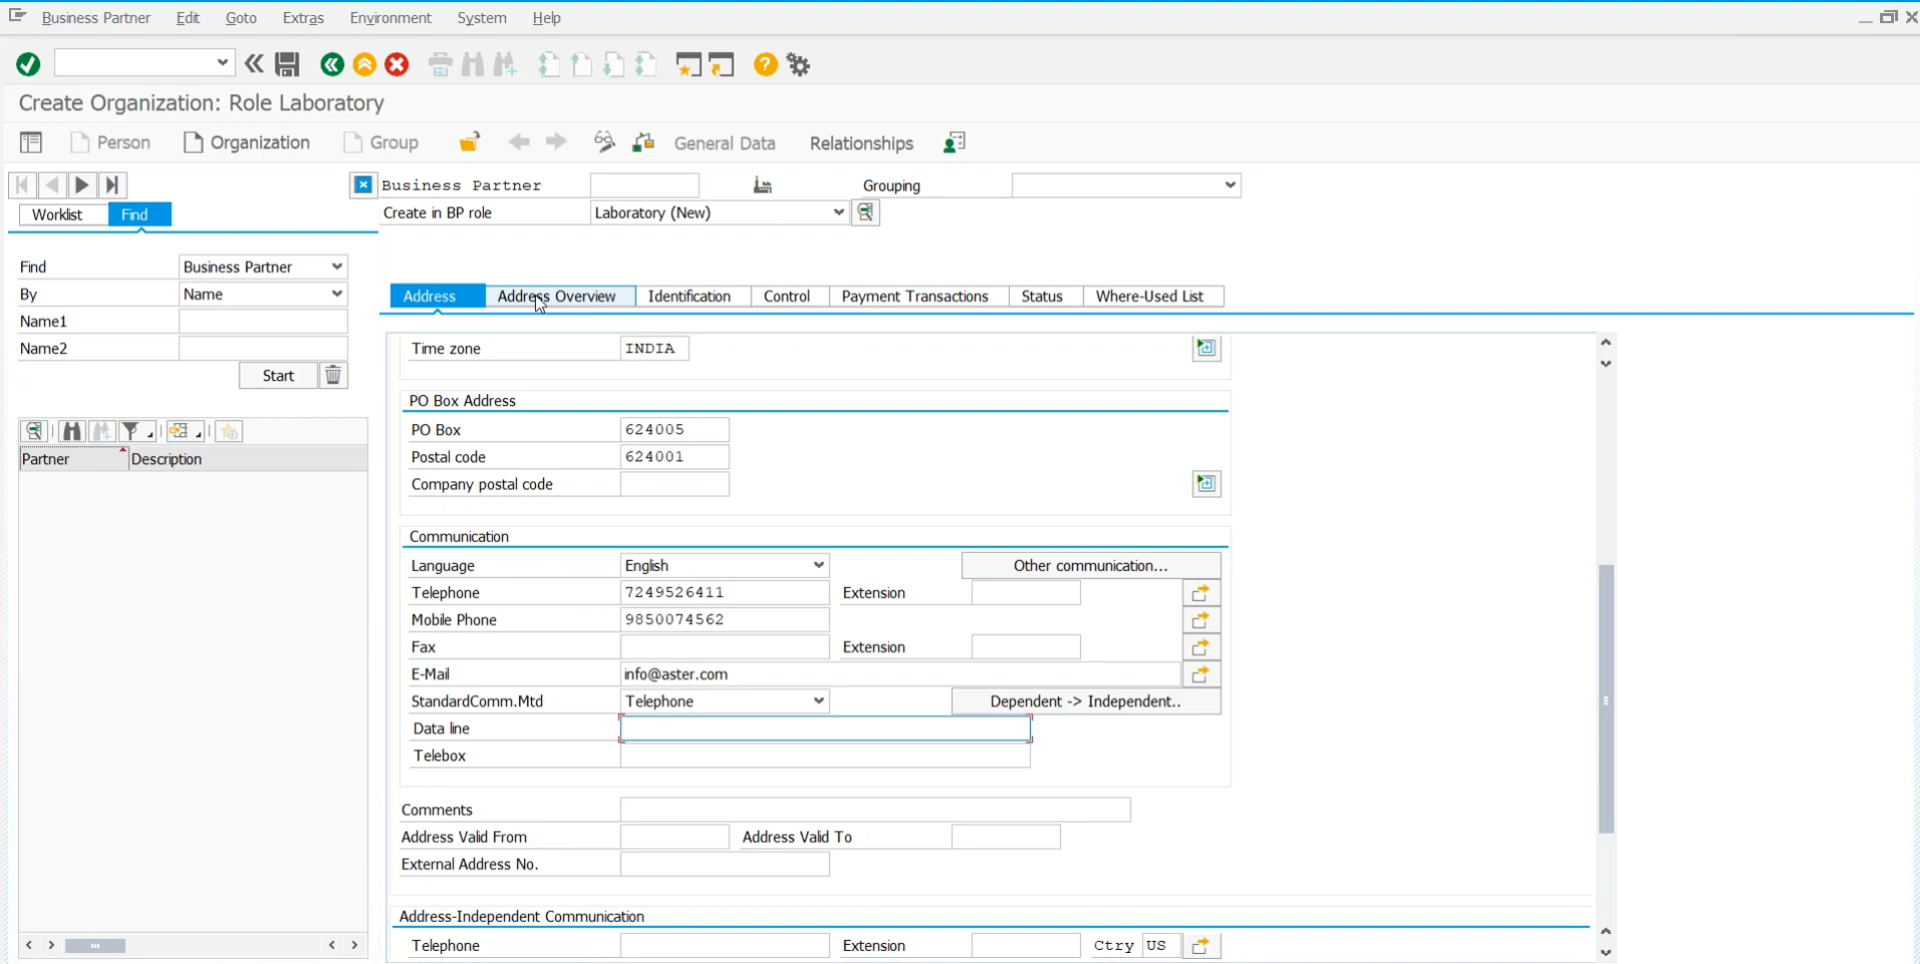 Business Partner Edit Goto Extras Environment System Help
Create Organization: Role Laboratory
Person Organization Group General Data Relationships
Business Partner Grouping
Worklist Find Create in BP role Laboratory (New)
Find Business Partner
By Name
Name1
Name2
Start
Partner Description
Address Address Overview Identification Control Payment Transactions Status Where-Used List
Time zone INDIA
PO Box Address
PO Box 624005
Postal code 624001
Company postal code
Communication
Language English Other communication...
Telephone 7249526411 Extension
Mobile Phone 9850074562
Fax Extension
E-Mail info@aster.com
StandardComm.Mtd Telephone Dependent -> Independent..
Data line
Telebox
Comments
Address Valid From Address Valid To
External Address No.
Address-Independent Communication
Telephone Extension Ctry US